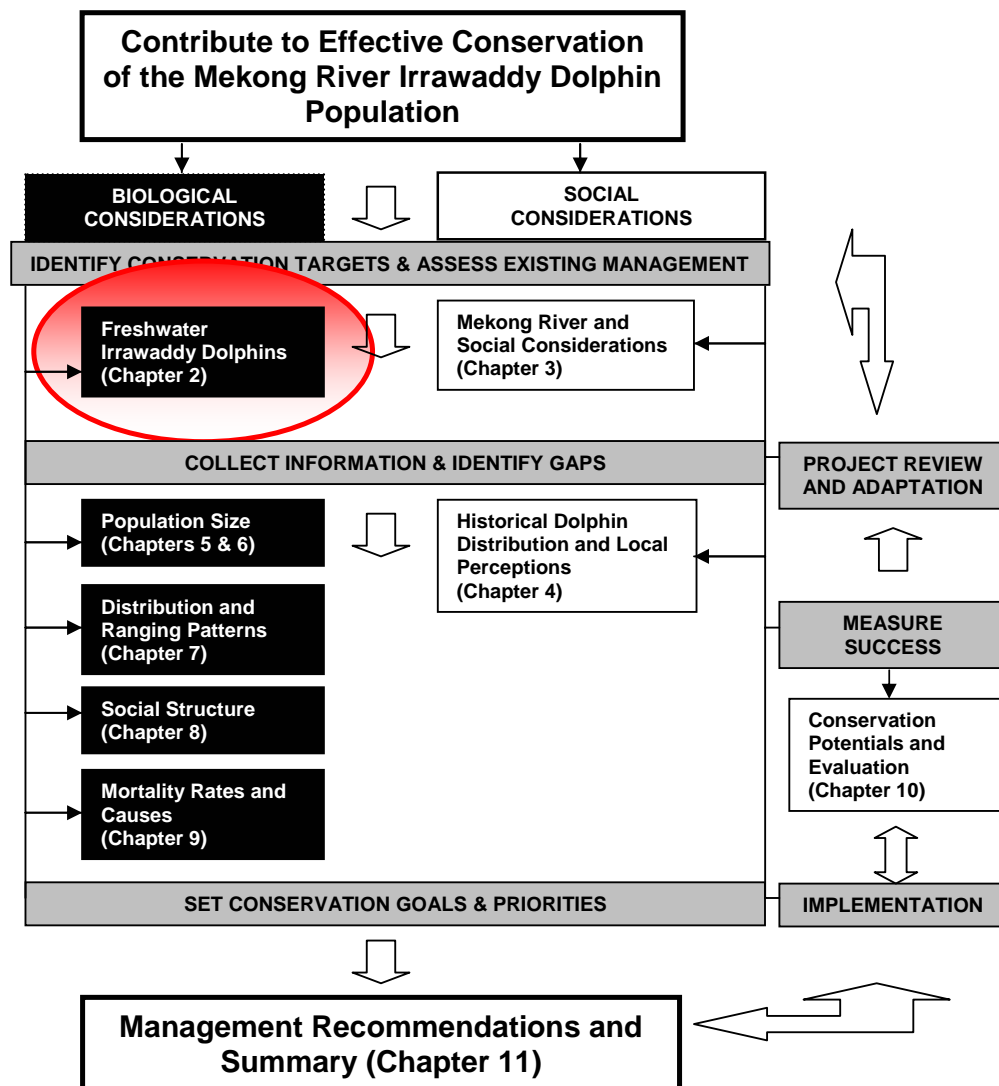 Contribute to Effective Conservation
of the Mekong River Irrawaddy Dolphin
Population
BIOLOGICAL
CONSIDERATIONS
SOCIAL
CONSIDERATIONS
IDENTIFY CONSERVATION TARGETS & ASSESS EXISTING MANAGEMENT
Freshwater
Irrawaddy Dolphins
(Chapter 2)
Mekong River and
Social Considerations
(Chapter 3)
COLLECT INFORMATION & IDENTIFY GAPS
PROJECT REVIEW
AND ADAPTATION
Population Size
(Chapters 5 & 6)
Historical Dolphin
Distribution and Local
Perceptions
(Chapter 4)
Distribution and
Ranging Patterns
(Chapter 7)
MEASURE
SUCCESS
Social Structure
(Chapter 8)
Conservation
Potentials and
Evaluation
(Chapter 10)
Mortality Rates and
Causes
(Chapter 9)
SET CONSERVATION GOALS & PRIORITIES
IMPLEMENTATION
Management Recommendations and
Summary (Chapter 11)